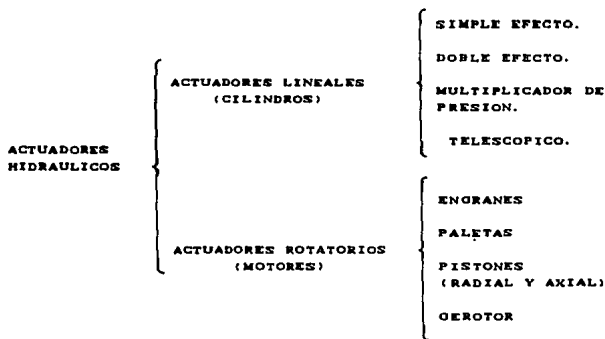 SIMPLE EFECTO.
DOBLE EFECTO.
ACTUADORES LINEALES
(CILINDROS)
MULTIPLICADOR DE
PRESION.
TELESCOPICO.
ACTUADORES
HIDRAULICOS
ENGRANES
PALETAS
ACTUADORES ROTATORIOS
(MOTORES)
PISTONES
(RADIAL Y AXIAL)
GEROTOR